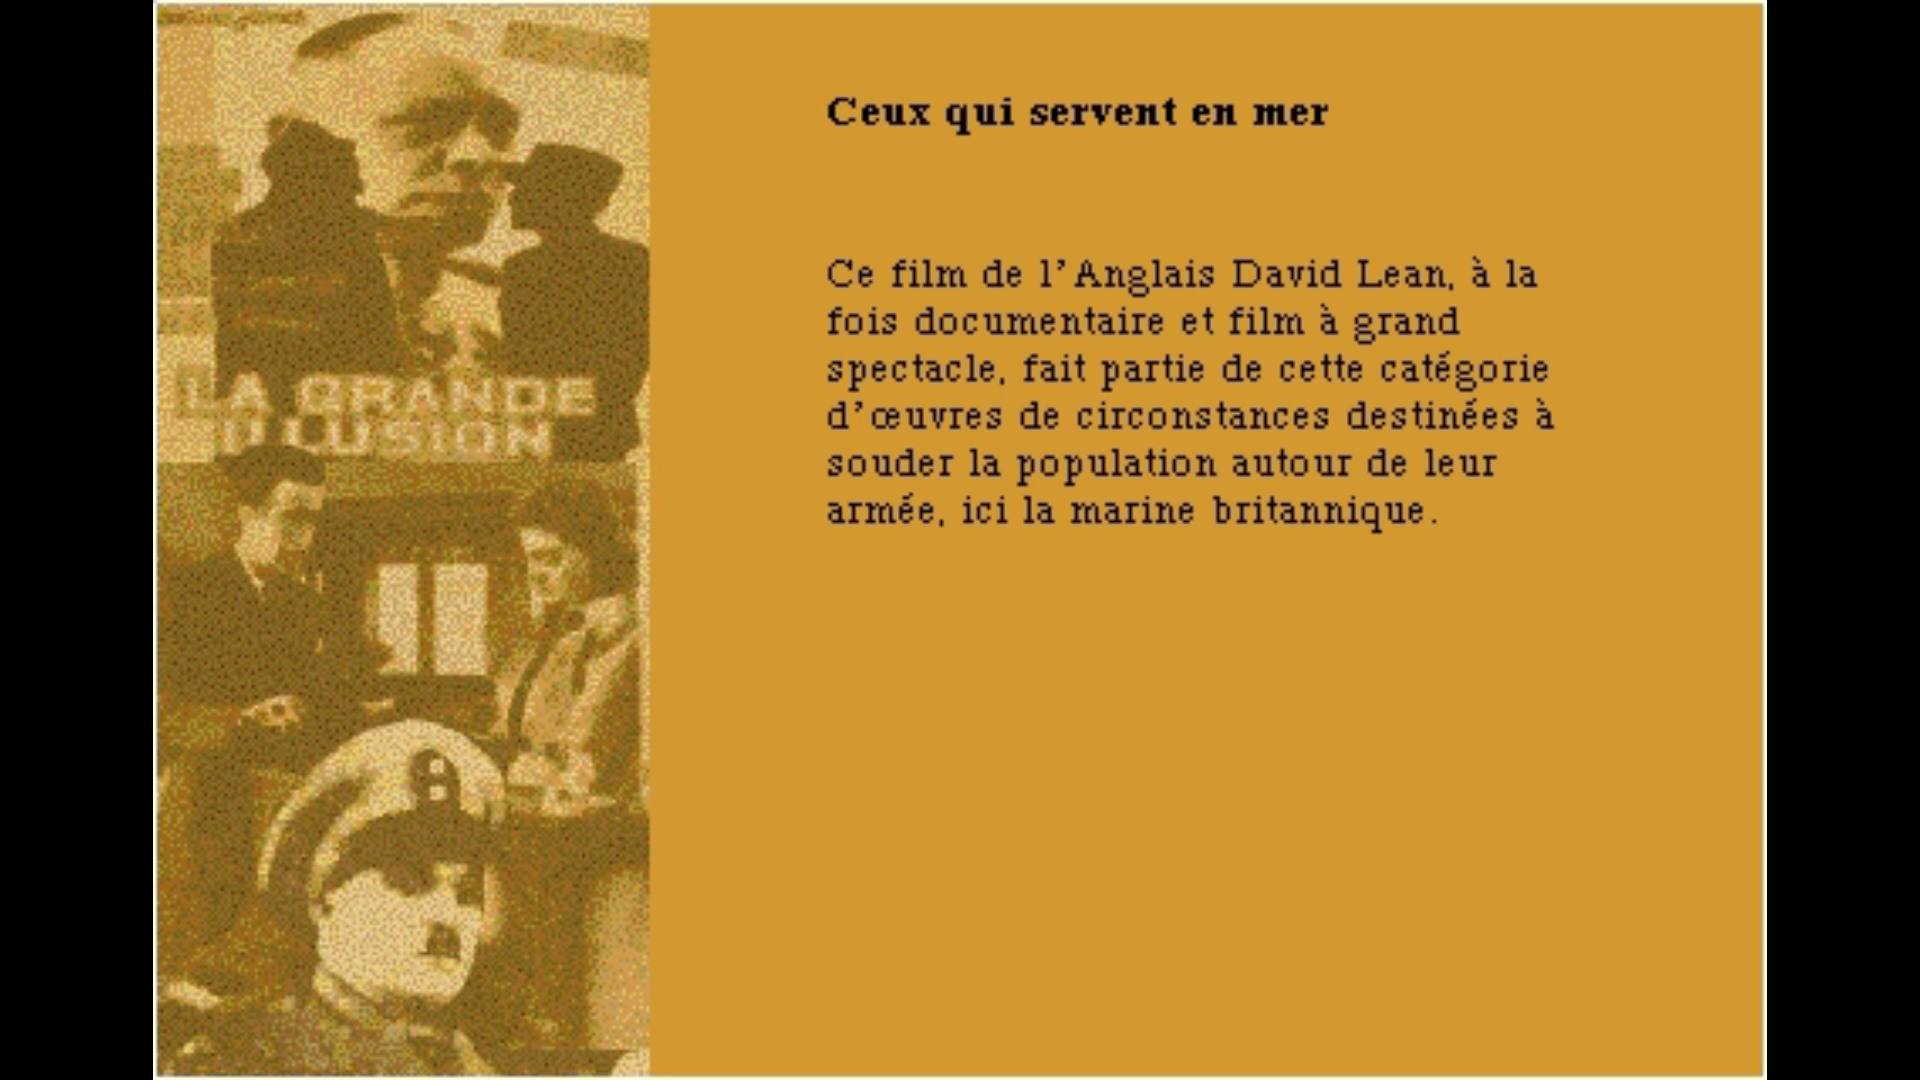 Ceux qui servent en mer
Ce film de l’Anglais David Lean, à la
fois documentaire et film à grand
spectacle, fait partie de cette catégorie
d’œuvres de circonstances destinées à
souder la population autour de leur
armée, ici la marine britannique.
LA GRANDE
ILLUSION